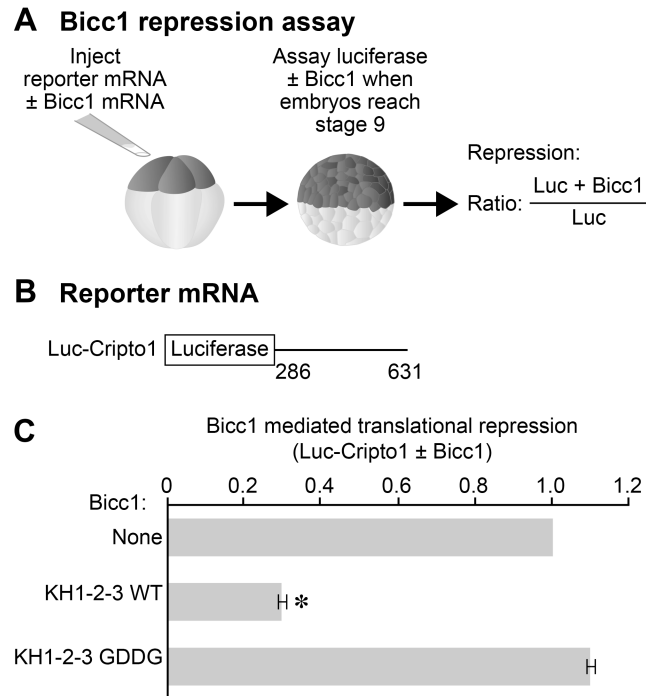 A Bicc1 repression assay
Inject
reporter mRNA
± Bicc1 mRNA
Assay luciferase
± Bicc1 when
embryos reach
stage 9
Repression:
Ratio: Luc + Bicc1
Luc
B Reporter mRNA
Luc-Cripto1 Luciferase
286 631
C Bicc1 mediated translational repression
(Luc-Cripto1 ± Bicc1)
0 0.2 0.4 0.6 0.8 1.0 1.2
Bicc1:
None
KH1-2-3 WT *
KH1-2-3 GDDG